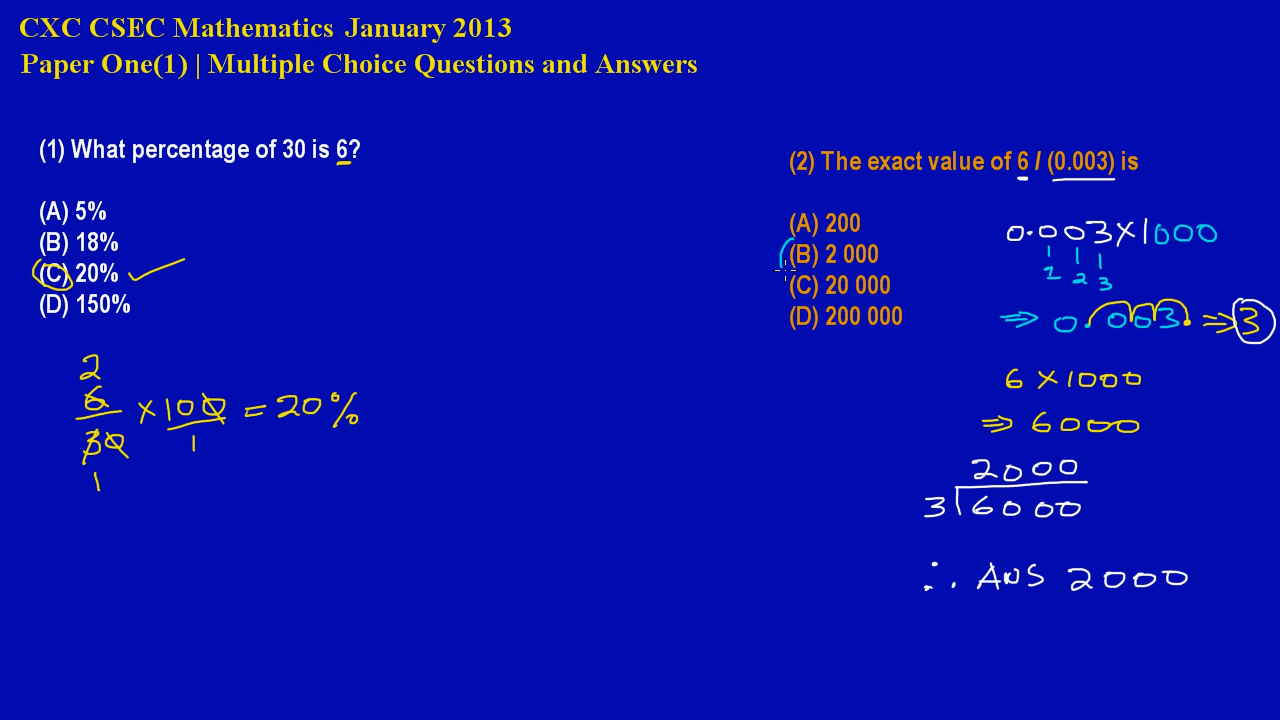 CXC CSEC Mathematics January 2013
Paper One(1) | Multiple Choice Questions and Answers
(1) What percentage of 30 is 6?
(A) 5%
(B) 18%
(C) 20%
(D) 150%
2
6/30 × 100/1 = 20%
1
(2) The exact value of 6 / (0.003) is
(A) 200
(B) 2 000
(C) 20 000
(D) 200 000
0.003 × 1000
1 2 3
⇒ 0.003. ⇒ 3
6 × 1000
⇒ 6000
2000
3 6000
∴ ANS 2000